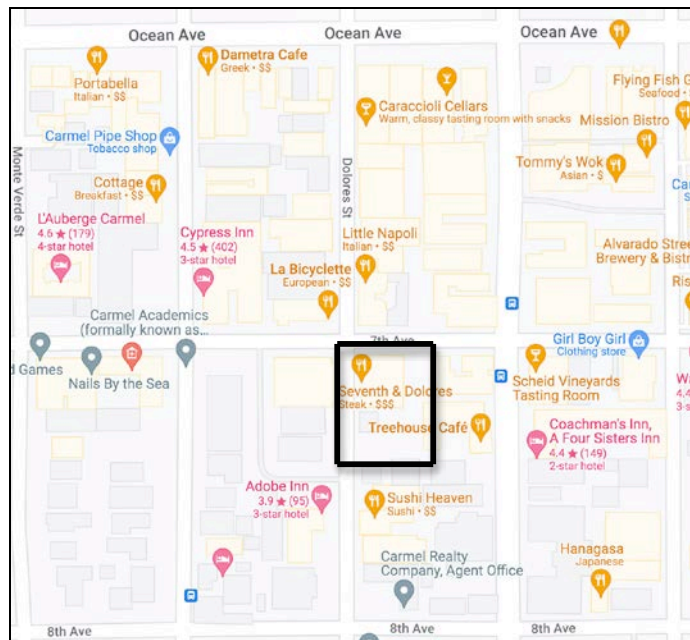 Ocean Ave
Ocean Ave
Ocean Ave
Portabella
Italian • $$
Dametra Cafe
Greek • $$
Caraccioli Cellars
Warm, classy tasting room with snacks
Flying Fish G
Seafood •
Mission Bistro
Carmel Pipe Shop
Tobacco shop
Tommy's Wok
Asian • $
Monte Verde St
Dolores St
Cottage
Breakfast • $$
L'Auberge Carmel
4.6 ★ (179)
4-star hotel
Cypress Inn
4.5 ★ (402)
3-star hotel
Little Napoli
Italian • $$
La Bicyclette
European • $$
Alvarado Stree
Brewery & Bistr
Ris
Carmel Academics
(formally known as...
7th Ave
Girl Boy Girl
Clothing store
d Games
Nails By the Sea
Seventh & Dolores
Steak • $$$
Scheid Vineyards
Tasting Room
Treehouse Café
Coachman's Inn,
A Four Sisters Inn
4.4 ★ (149)
2-star hotel
Adobe Inn
3.9 ★ (95)
3-star hotel
Sushi Heaven
Sushi • $$
Carmel Realty
Company, Agent Office
Hanagasa
Japanese
8th Ave
8th Ave
8th Ave